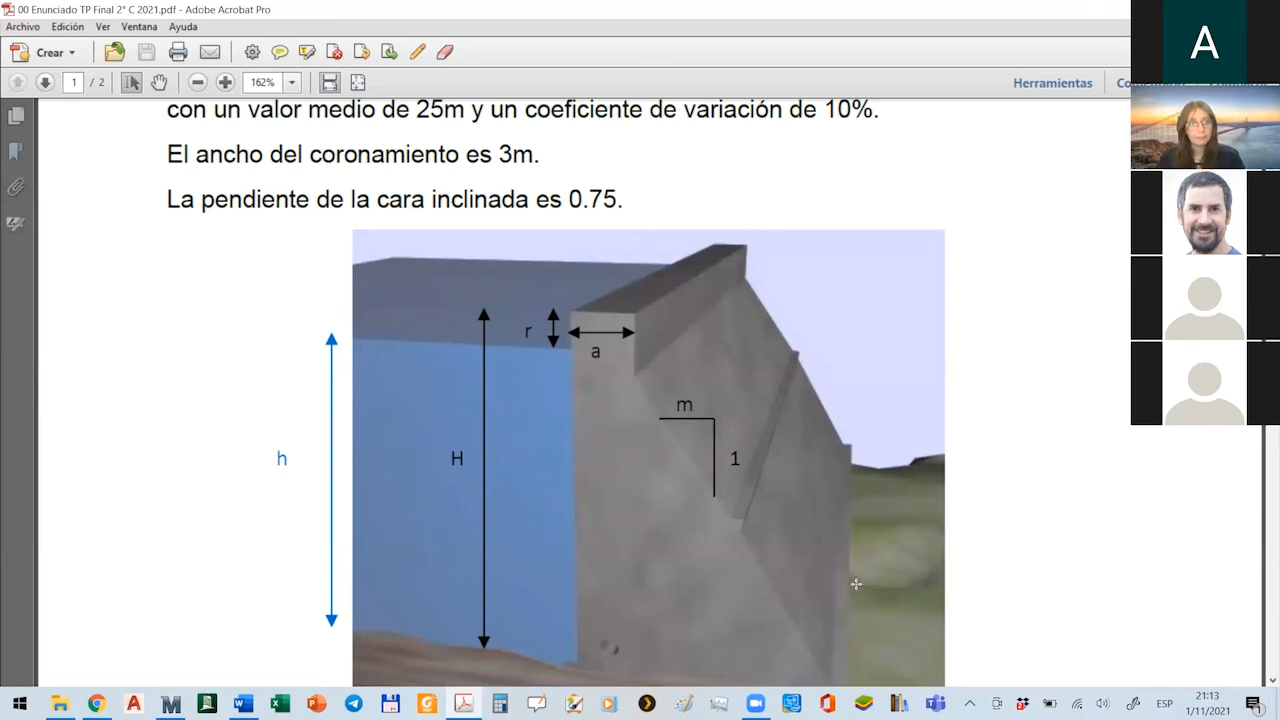 00 Enunciado TP Final 2° C 2021.pdf - Adobe Acrobat Pro
Archivo Edición Ver Ventana Ayuda
Crear
1 / 2 162% Herramientas
con un valor medio de 25m y un coeficiente de variación de 10%.
El ancho del coronamiento es 3m.
La pendiente de la cara inclinada es 0.75.
r
a
m
h
H
1
A
ESP
21:13
1/11/2021